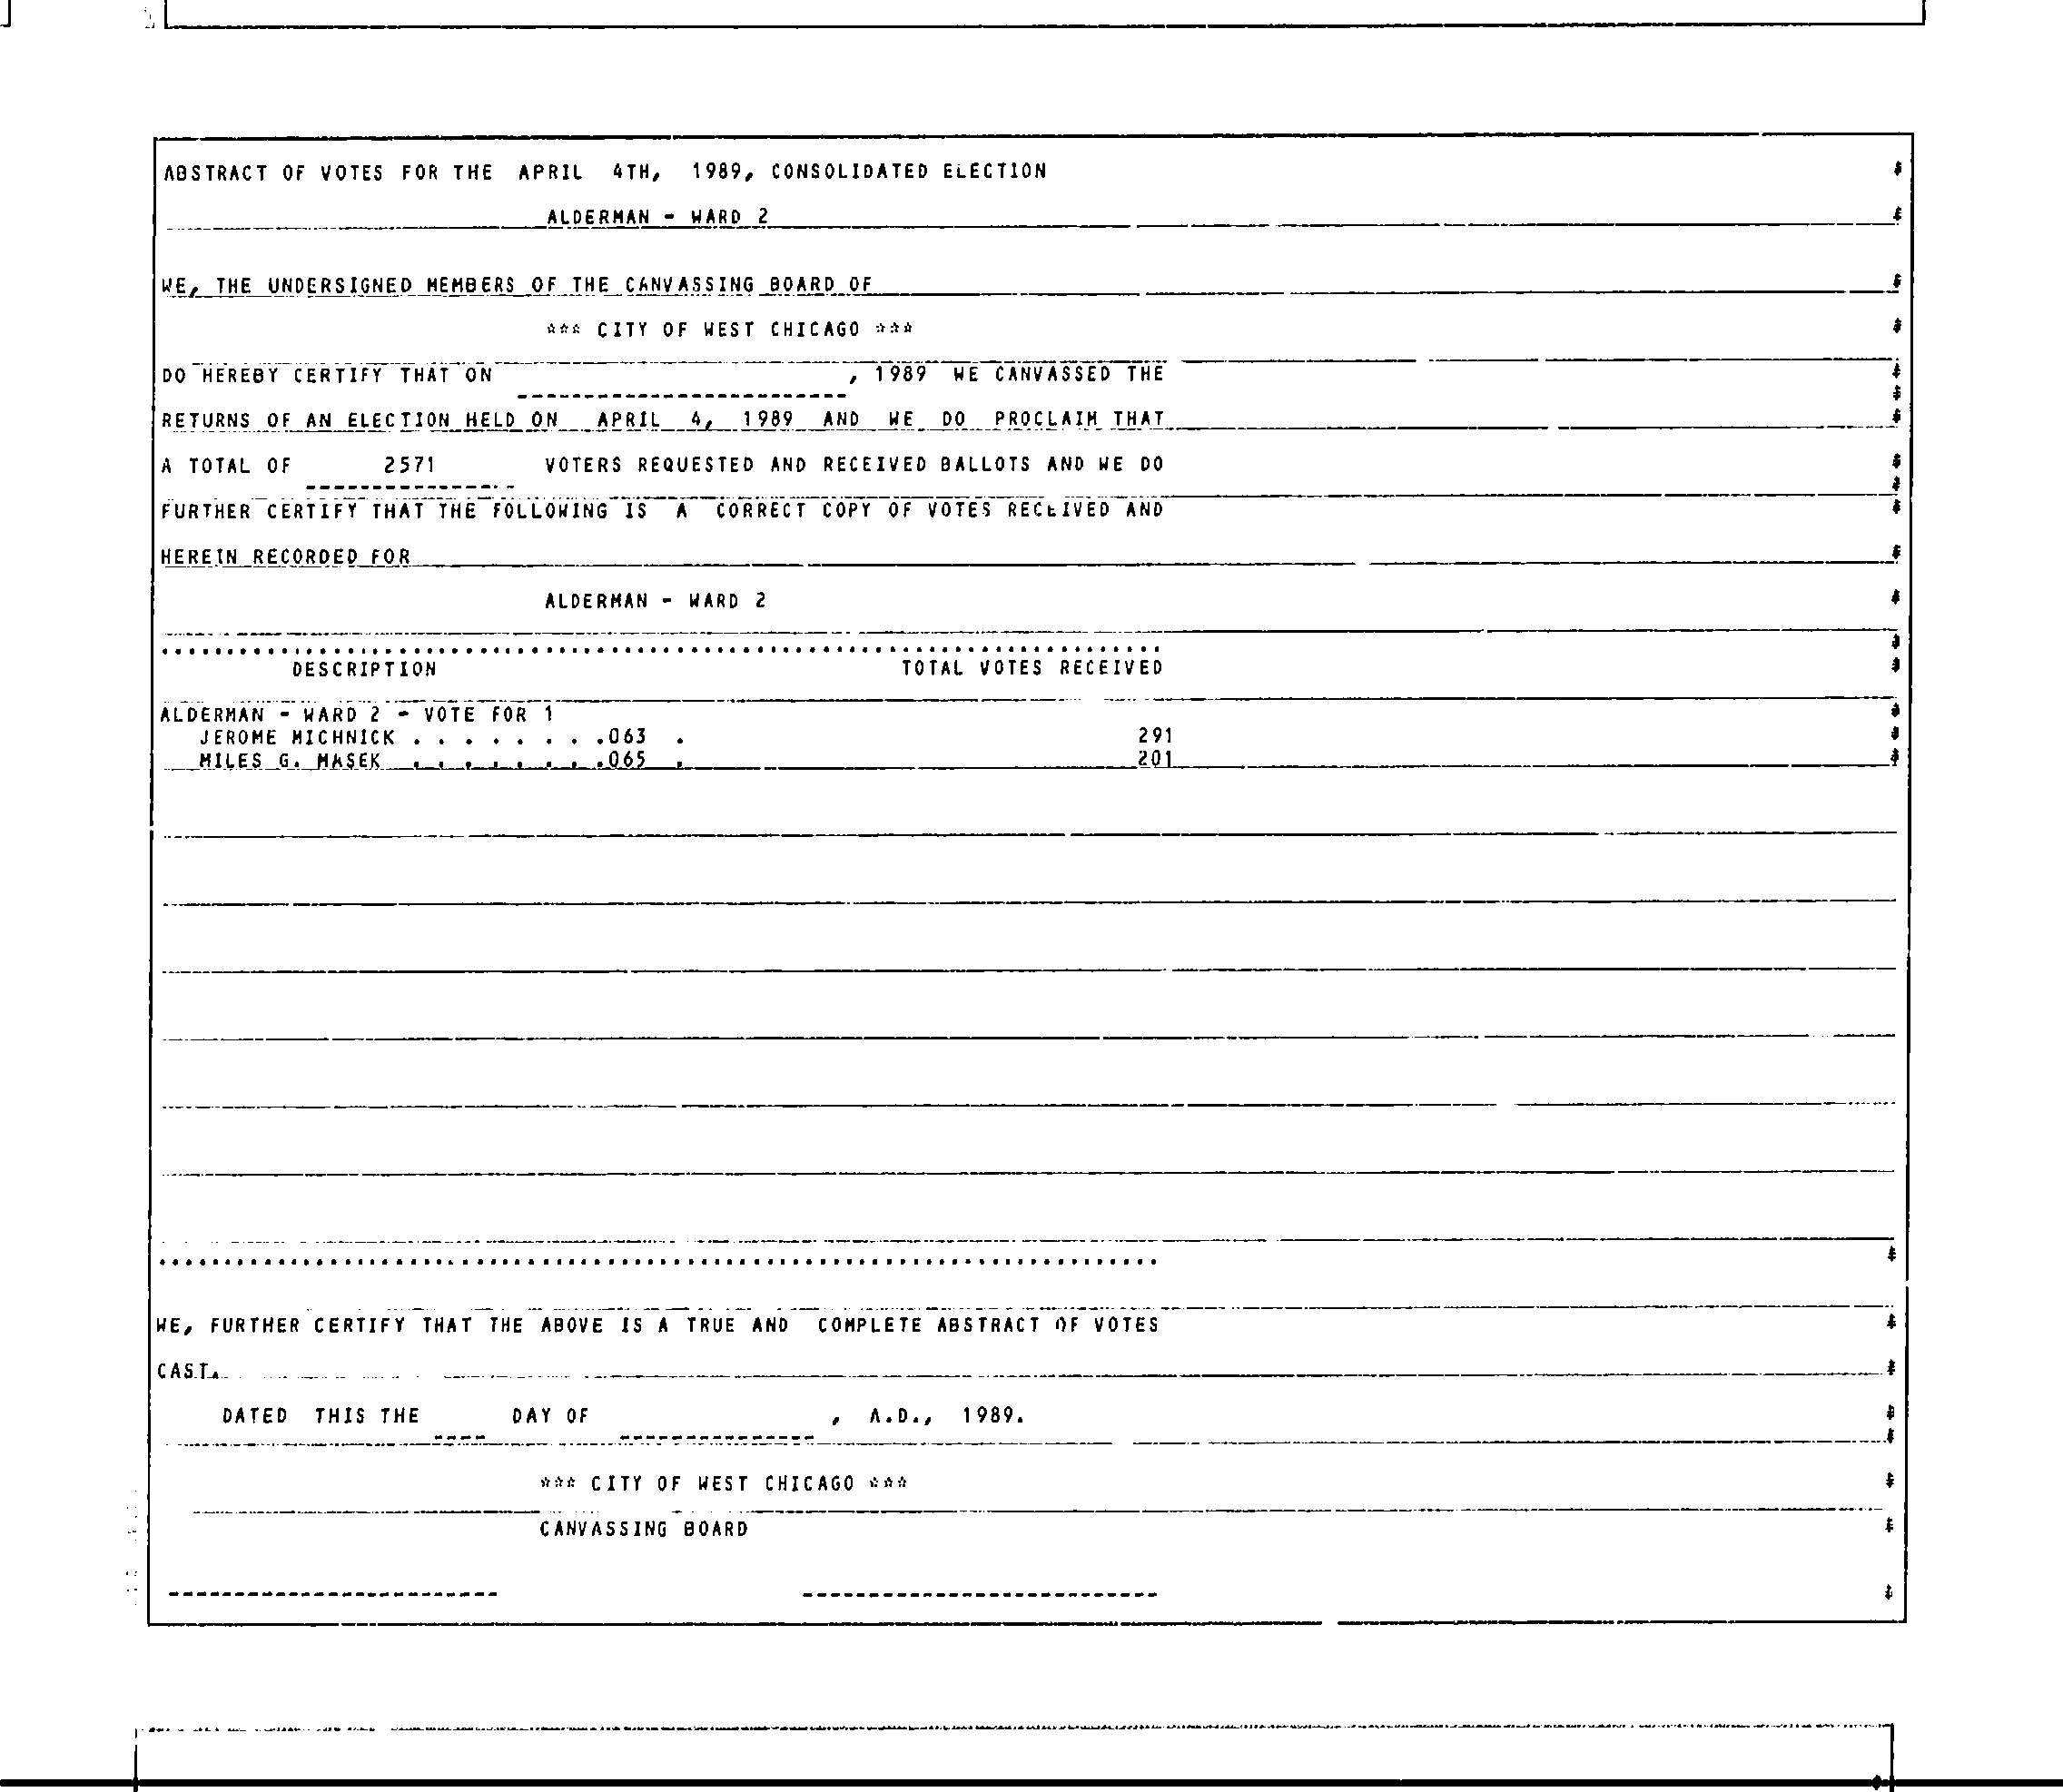 ABSTRACT OF VOTES FOR THE APRIL 4TH, 1989, CONSOLIDATED ELECTION #
ALDERMAN - WARD 2 #
WE, THE UNDERSIGNED MEMBERS OF THE CANVASSING BOARD OF #
*** CITY OF WEST CHICAGO *** #
DO HEREBY CERTIFY THAT ON , 1989 WE CANVASSED THE #
-------------------------- #
RETURNS OF AN ELECTION HELD ON APRIL 4, 1989 AND WE DO PROCLAIM THAT #
A TOTAL OF 2571 VOTERS REQUESTED AND RECEIVED BALLOTS AND WE DO #
---------------- #
FURTHER CERTIFY THAT THE FOLLOWING IS A CORRECT COPY OF VOTES RECEIVED AND #
HEREIN RECORDED FOR #
ALDERMAN - WARD 2 #
............................................................................ #
DESCRIPTION TOTAL VOTES RECEIVED #
ALDERMAN - WARD 2 - VOTE FOR 1 #
JEROME MICHNICK . . . . . . . .063 . 291 #
MILES G. MASEK . . . . . . . .065 . 201 #
............................................................................ #
WE, FURTHER CERTIFY THAT THE ABOVE IS A TRUE AND COMPLETE ABSTRACT OF VOTES #
CAST. #
DATED THIS THE DAY OF , A.D., 1989. #
---- --------------- #
*** CITY OF WEST CHICAGO *** #
CANVASSING BOARD #
------------------------- --------------------------- #